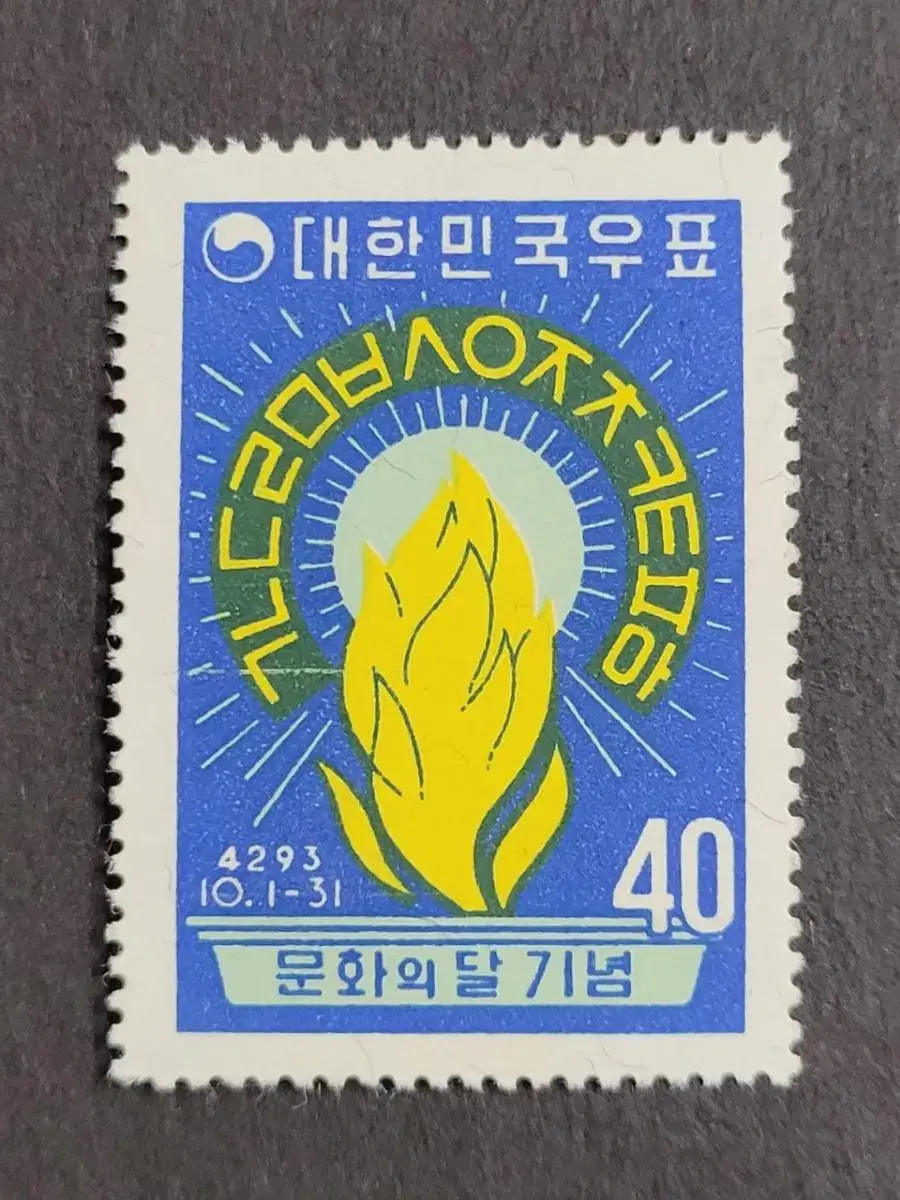 대한민국우표
ㄱㄴㄷㄹㅁㅂㅅㅇㅈㅊㅋㅌㅍㅎ
4293
10.1-31
40
문화의 달 기념